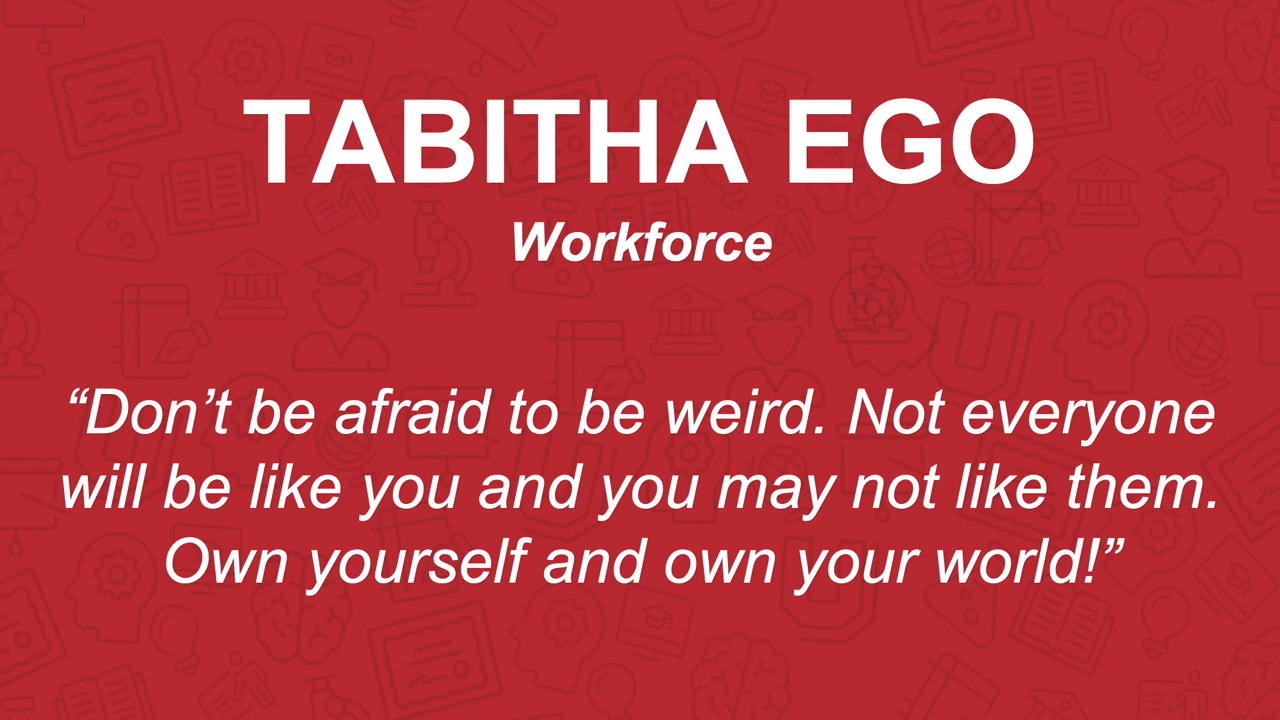 TABITHA EGO
Workforce
“Don’t be afraid to be weird. Not everyone
will be like you and you may not like them.
Own yourself and own your world!”